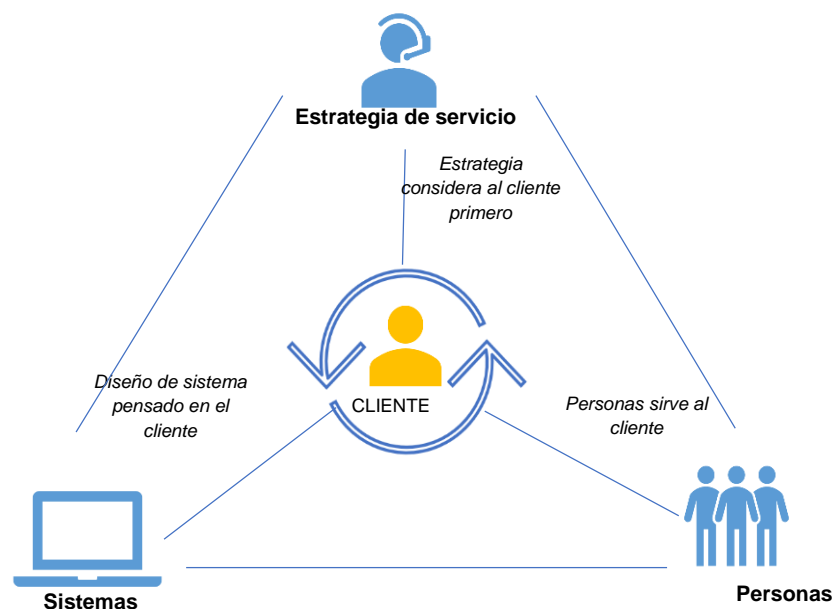 Estrategia de servicio
Estrategia
considera al cliente
primero
Diseño de sistema
pensado en el
cliente
CLIENTE
Personas sirve al
cliente
Sistemas
Personas